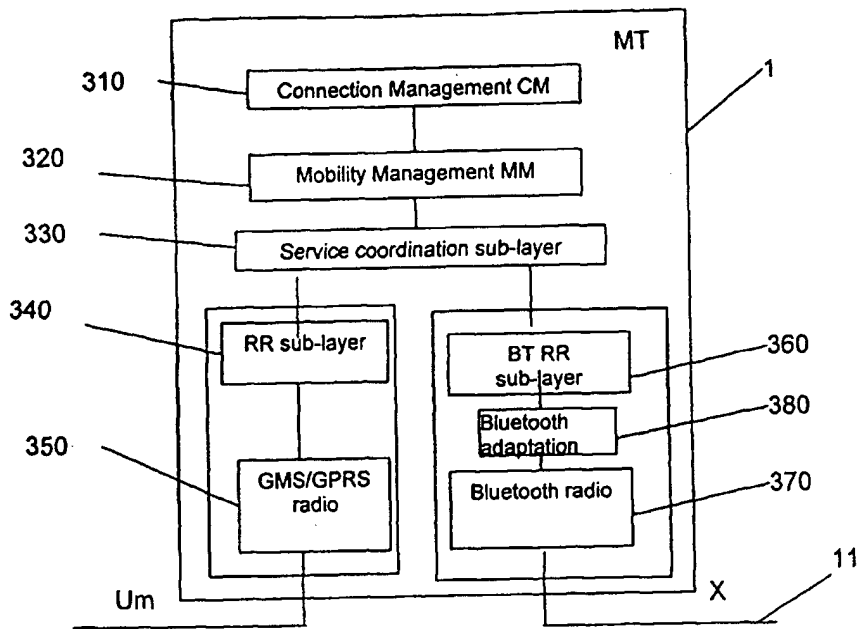 MT
310
Connection Management CM
1
320
Mobility Management MM
330
Service coordination sub-layer
340
RR sub-layer
BT RR
sub-layer
360
380
Bluetooth
adaptation
350
GMS/GPRS
radio
Bluetooth radio
370
11
Um
X